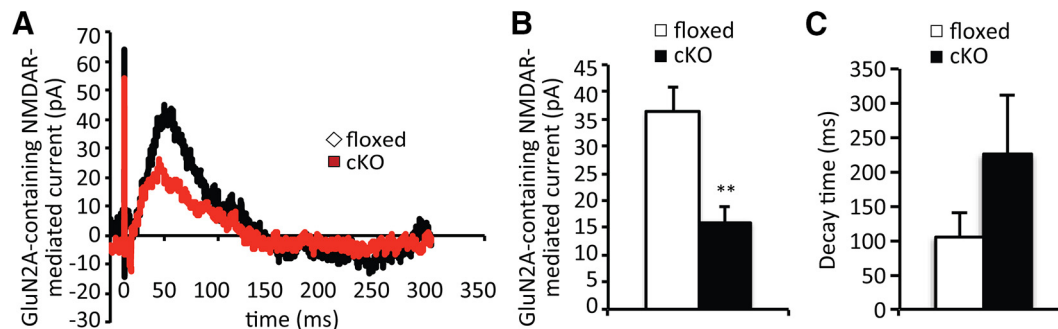 A
GluN2A-containing NMDAR-
mediated current (pA)
70
60
50
40
30
20
10
0
-10
-20
-30
0 50 100 150 200 250 300 350
time (ms)
floxed
cKO
B
floxed
cKO
GluN2A-containing NMDAR-
mediated current (pA)
45
40
35
30
25
20
15
10
5
0
**
C
floxed
cKO
Decay time (ms)
350
300
250
200
150
100
50
0